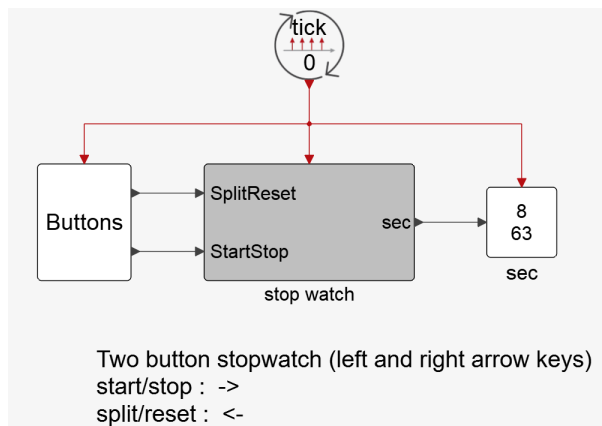 tick
0
Buttons
SplitReset
StartStop
sec
stop watch
8
63
sec
Two button stopwatch (left and right arrow keys)
start/stop :  ->
split/reset :  <-